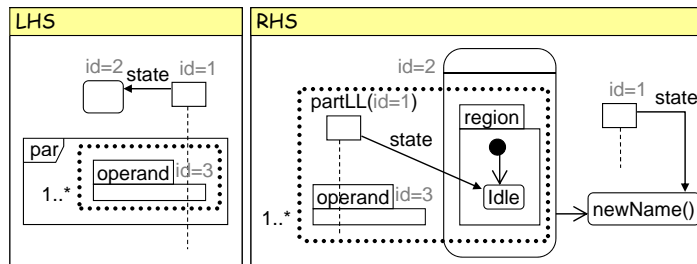 LHS
id=2
state
id=1
par
operand
id=3
1..*
RHS
id=2
partLL(id=1)
state
region
Idle
operand
id=3
1..*
id=1
state
newName()